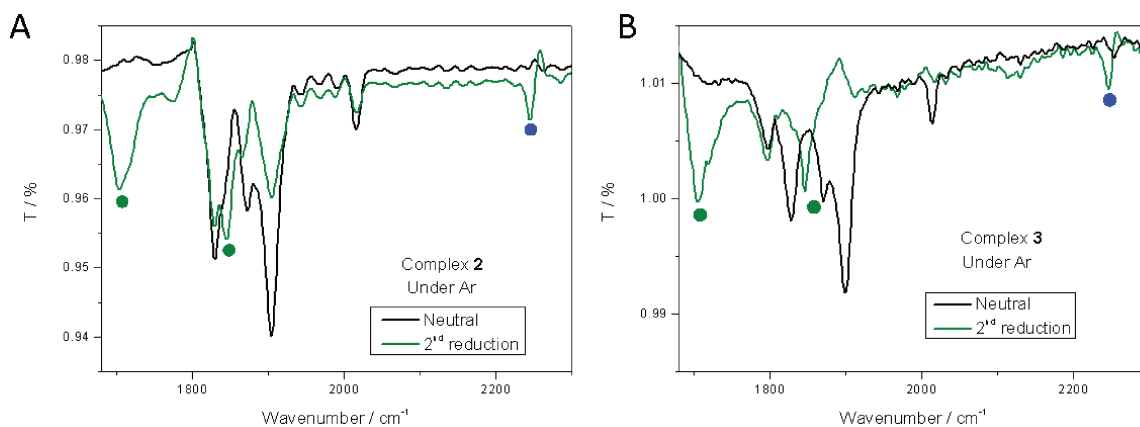 A
T / %
0.98
0.97
0.96
0.95
0.94
Complex 2
Under Ar
Neutral
2nd reduction
1800
2000
2200
Wavenumber / cm-1
B
T / %
1.01
1.00
0.99
Complex 3
Under Ar
Neutral
2nd reduction
1800
2000
2200
Wavenumber / cm-1